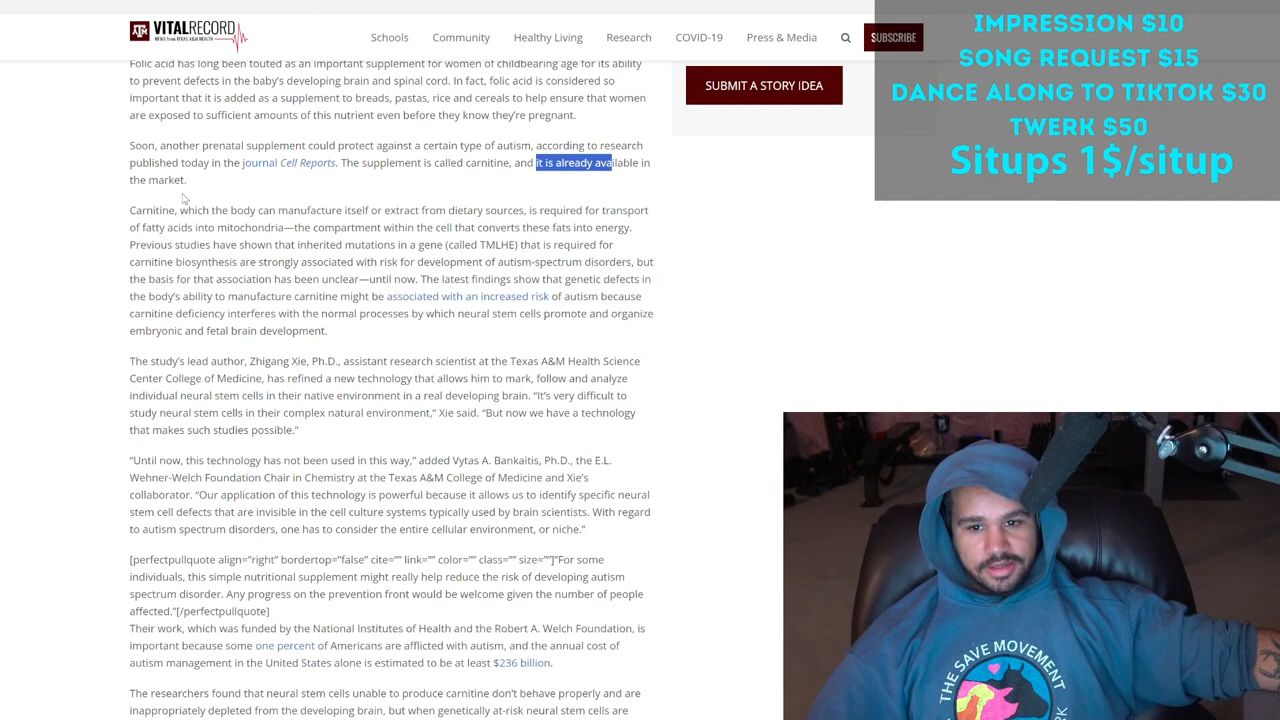 ATM VITALRECORD
NEWS from TEXAS A&M HEALTH
Schools
Community
Healthy Living
Research
COVID-19
Press & Media
SUBSCRIBE
IMPRESSION $10
SONG REQUEST $15
DANCE ALONG TO TIKTOK $30
TWERK $50
Situps 1$/situp
SUBMIT A STORY IDEA
Folic acid has long been touted as an important supplement for women of childbearing age for its ability
to prevent defects in the baby's developing brain and spinal cord. In fact, folic acid is considered so
important that it is added as a supplement to breads, pastas, rice and cereals to help ensure that women
are exposed to sufficient amounts of this nutrient even before they know they're pregnant.
Soon, another prenatal supplement could protect against a certain type of autism, according to research
published today in the journal Cell Reports. The supplement is called carnitine, and it is already available in
the market.
Carnitine, which the body can manufacture itself or extract from dietary sources, is required for transport
of fatty acids into mitochondria—the compartment within the cell that converts these fats into energy.
Previous studies have shown that inherited mutations in a gene (called TMLHE) that is required for
carnitine biosynthesis are strongly associated with risk for development of autism-spectrum disorders, but
the basis for that association has been unclear—until now. The latest findings show that genetic defects in
the body's ability to manufacture carnitine might be associated with an increased risk of autism because
carnitine deficiency interferes with the normal processes by which neural stem cells promote and organize
embryonic and fetal brain development.
The study's lead author, Zhigang Xie, Ph.D., assistant research scientist at the Texas A&M Health Science
Center College of Medicine, has refined a new technology that allows him to mark, follow and analyze
individual neural stem cells in their native environment in a real developing brain. "It's very difficult to
study neural stem cells in their complex natural environment," Xie said. "But now we have a technology
that makes such studies possible."
"Until now, this technology has not been used in this way," added Vytas A. Bankaitis, Ph.D., the E.L.
Wehner-Welch Foundation Chair in Chemistry at the Texas A&M College of Medicine and Xie's
collaborator. "Our application of this technology is powerful because it allows us to identify specific neural
stem cell defects that are invisible in the cell culture systems typically used by brain scientists. With regard
to autism spectrum disorders, one has to consider the entire cellular environment, or niche."
[perfectpullquote align="right" bordertop="false" cite="" link="" color="" class="" size=""]"For some
individuals, this simple nutritional supplement might really help reduce the risk of developing autism
spectrum disorder. Any progress on the prevention front would be welcome given the number of people
affected."[/perfectpullquote]
Their work, which was funded by the National Institutes of Health and the Robert A. Welch Foundation, is
important because some one percent of Americans are afflicted with autism, and the annual cost of
autism management in the United States alone is estimated to be at least $236 billion.
The researchers found that neural stem cells unable to produce carnitine don't behave properly and are
inappropriately depleted from the developing brain, but when genetically at-risk neural stem cells are
THE SAVE MOVEMENT